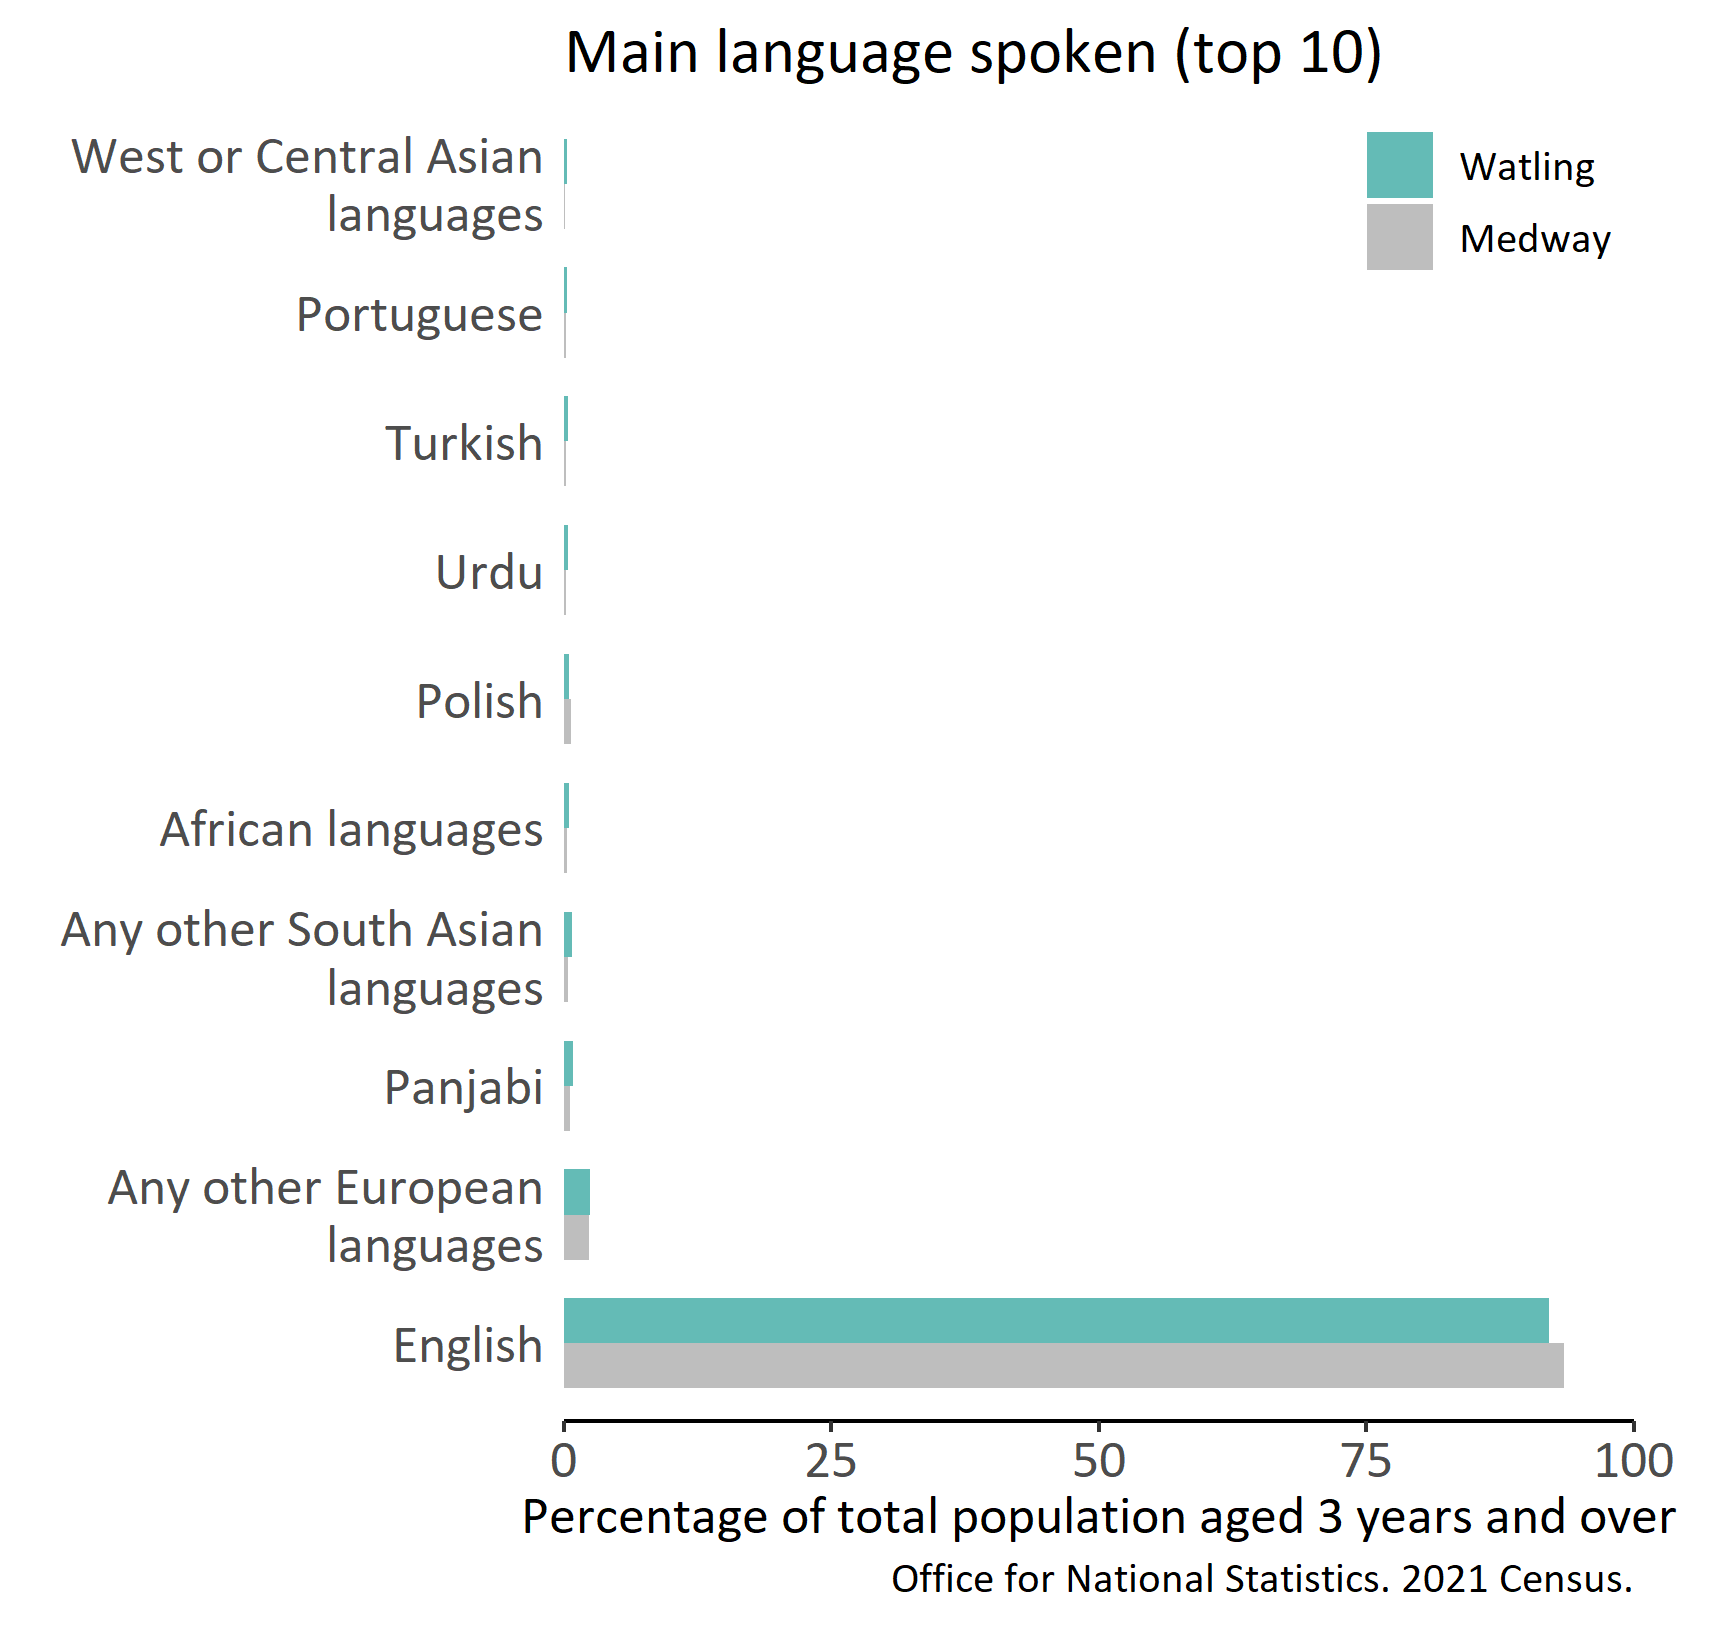 Main language spoken (top 10)
Watling
Medway
West or Central Asian
languages
Portuguese
Turkish
Urdu
Polish
African languages
Any other South Asian
languages
Panjabi
Any other European
languages
English
0 25 50 75 100
Percentage of total population aged 3 years and over
Office for National Statistics. 2021 Census.